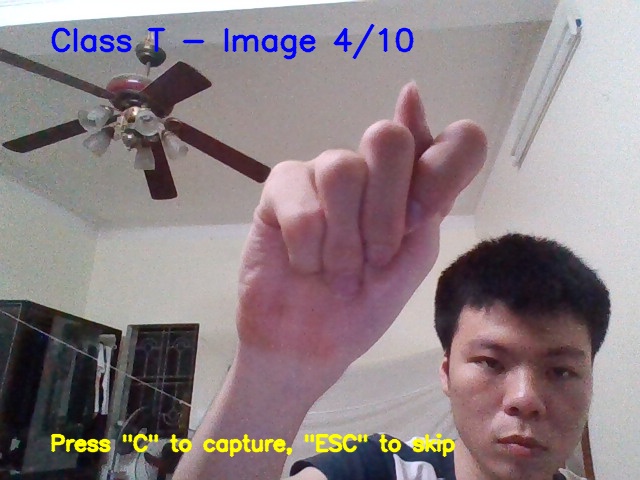 Class T - Image 4/10
Press "C" to capture, "ESC" to skip